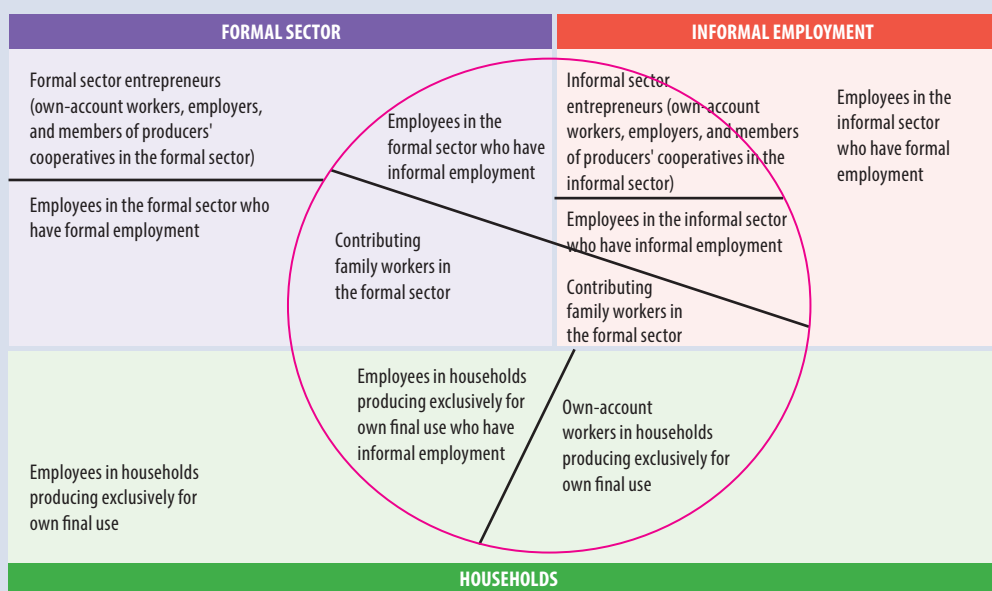 FORMAL SECTOR
INFORMAL EMPLOYMENT
Formal sector entrepreneurs
(own-account workers, employers,
and members of producers'
cooperatives in the formal sector)
Employees in the formal sector who
have formal employment
Employees in the
formal sector who have
informal employment
Contributing
family workers in
the formal sector
Informal sector
entrepreneurs (own-account
workers, employers, and members
of producers' cooperatives in the
informal sector)
Employees in the informal sector
who have informal employment
Contributing
family workers in
the formal sector
Employees in the
informal sector
who have formal
employment
Employees in households
producing exclusively for
own final use who have
informal employment
Own-account
workers in households
producing exclusively for
own final use
Employees in households
producing exclusively for
own final use
HOUSEHOLDS